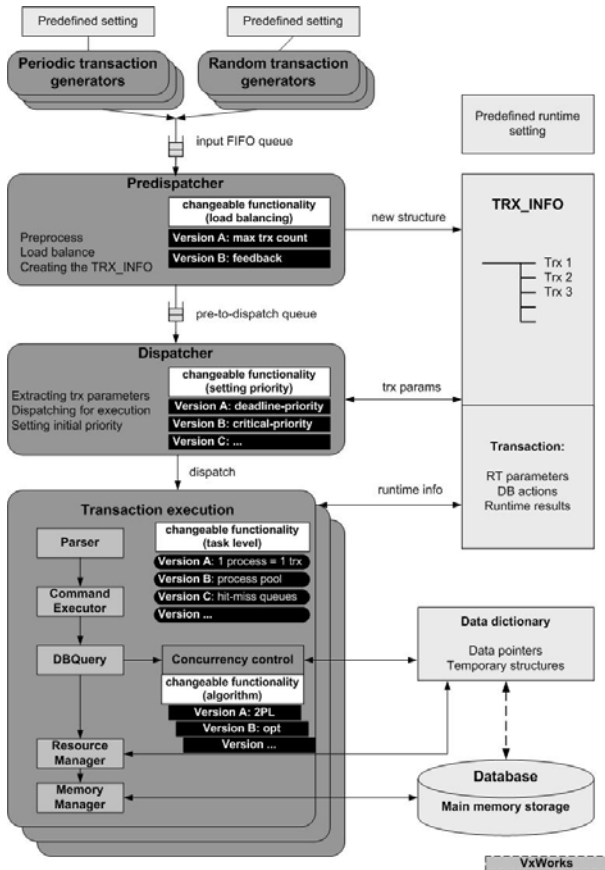 Predefined setting
Predefined setting
Periodic transaction
generators
Random transaction
generators
input FIFO queue
Predefined runtime
setting
Predispatcher
changeable functionality
(load balancing)
Version A: max trx count
Version B: feedback
Preprocess
Load balance
Creating the TRX_INFO
new structure
TRX_INFO
Trx 1
Trx 2
Trx 3
pre-to-dispatch queue
Dispatcher
changeable functionality
(setting priority)
Version A: deadline-priority
Version B: critical-priority
Version C: ...
Extracting trx parameters
Dispatching for execution
Setting initial priority
trx params
dispatch
Transaction:
RT parameters
DB actions
Runtime results
runtime info
Transaction execution
changeable functionality
(task level)
Version A: 1 process = 1 trx
Version B: process pool
Version C: hit-miss queues
Version ...
Parser
Command
Executor
DBQuery
Concurrency control
changeable functionality
(algorithm)
Version A: 2PL
Version B: opt
Version ...
Resource
Manager
Memory
Manager
Data dictionary
Data pointers
Temporary structures
Database
Main memory storage
VxWorks